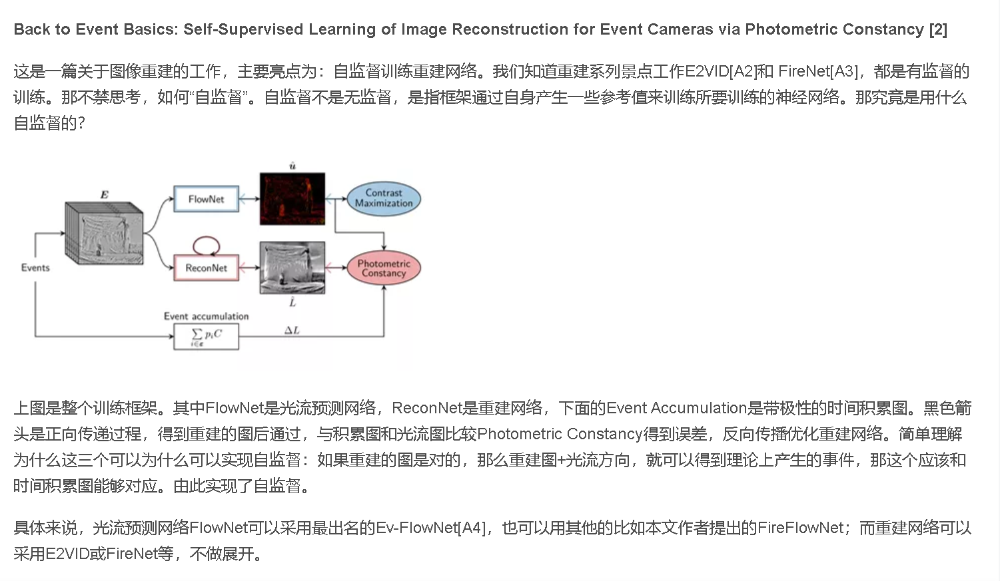 Back to Event Basics: Self-Supervised Learning of Image Reconstruction for Event Cameras via Photometric Constancy [2]
这是一篇关于图像重建的工作，主要亮点为：自监督训练重建网络。我们知道重建系列景点工作E2VID[A2]和 FireNet[A3]，都是有监督的
训练。那不禁思考，如何“自监督”。自监督不是无监督，是指框架通过自身产生一些参考值来训练所要训练的神经网络。那究竟是用什么
自监督的？
û
E
FlowNet
Contrast
Maximization
Events
ReconNet
Photometric
Constancy
L̂
Event accumulation
∑ pᵢC
i∈ε
ΔL
上图是整个训练框架。其中FlowNet是光流预测网络，ReconNet是重建网络，下面的Event Accumulation是带极性的时间积累图。黑色箭
头是正向传递过程，得到重建的图后通过，与积累图和光流图比较Photometric Constancy得到误差，反向传播优化重建网络。简单理解
为什么这三个可以为什么可以实现自监督：如果重建的图是对的，那么重建图+光流方向，就可以得到理论上产生的事件，那这个应该和
时间积累图能够对应。由此实现了自监督。
具体来说，光流预测网络FlowNet可以采用最出名的Ev-FlowNet[A4]，也可以用其他的比如本文作者提出的FireFlowNet；而重建网络可以
采用E2VID或FireNet等，不做展开。